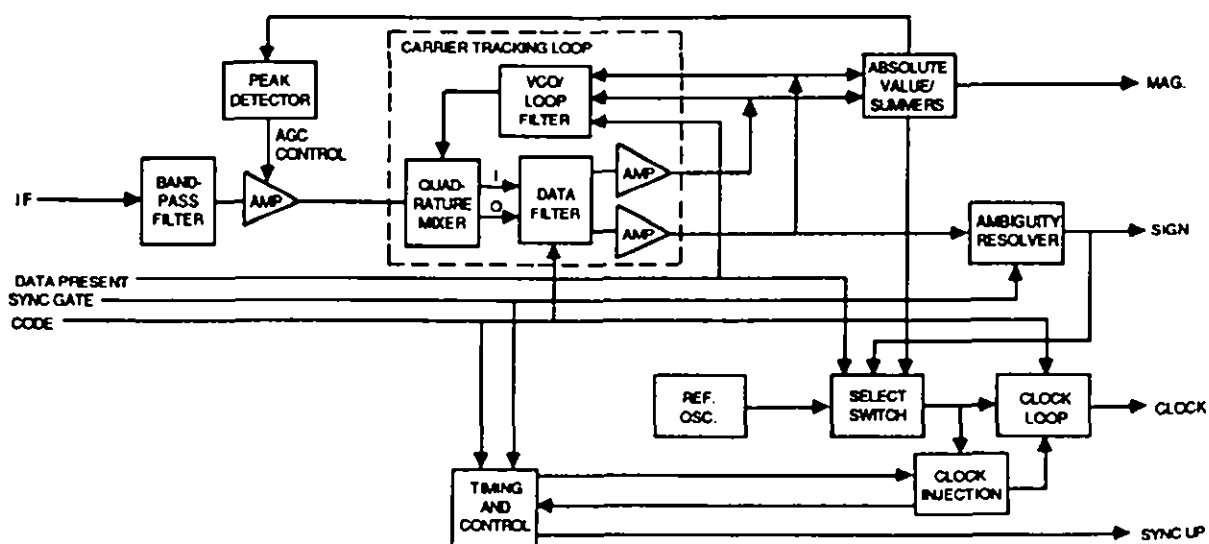 CARRIER TRACKING LOOP
PEAK
DETECTOR
VCO/
LOOP
FILTER
ABSOLUTE
VALUE/
SUMMERS
MAG.
AGC
CONTROL
IF
BAND-
PASS
FILTER
AMP
QUAD-
RATURE
MIXER
I
Q
DATA
FILTER
AMP
AMP
AMBIGUITY
RESOLVER
SIGN
DATA PRESENT
SYNC GATE
CODE
REF.
OSC.
SELECT
SWITCH
CLOCK
LOOP
CLOCK
TIMING
AND
CONTROL
CLOCK
INJECTION
SYNC UP